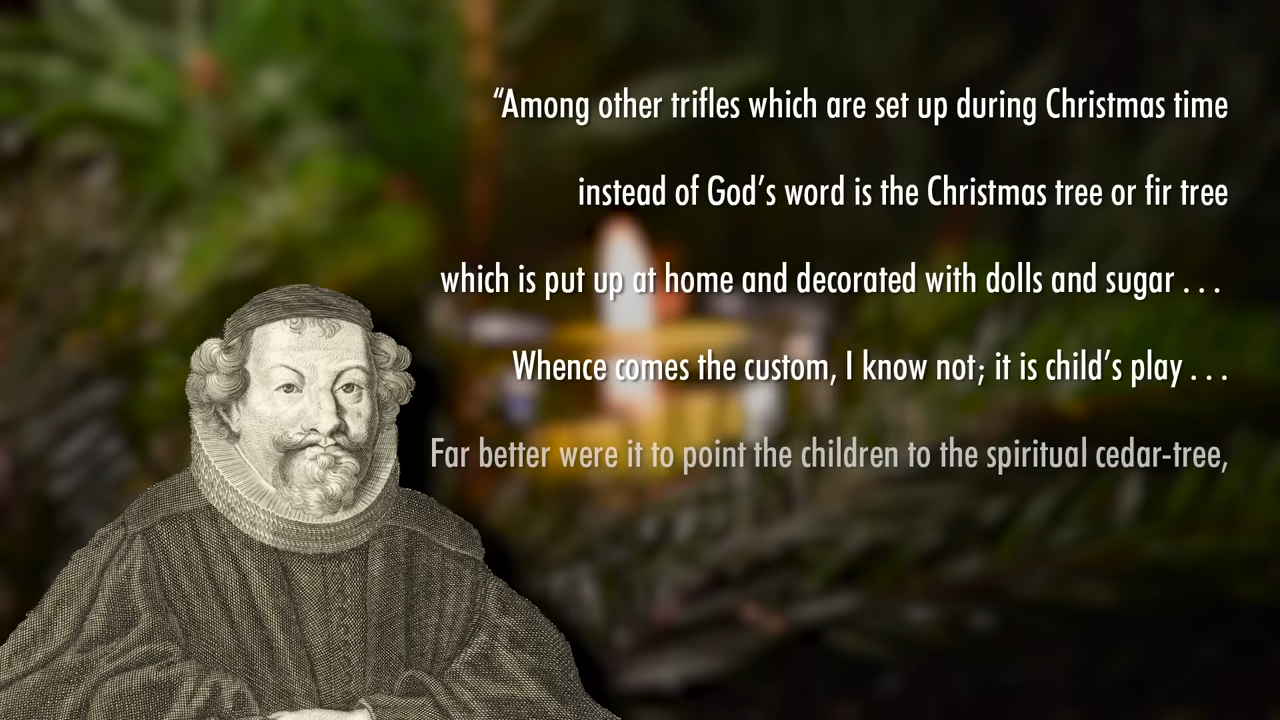 “Among other trifles which are set up during Christmas time
instead of God’s word is the Christmas tree or fir tree
which is put up at home and decorated with dolls and sugar . . .
Whence comes the custom, I know not; it is child’s play . . .
Far better were it to point the children to the spiritual cedar-tree,